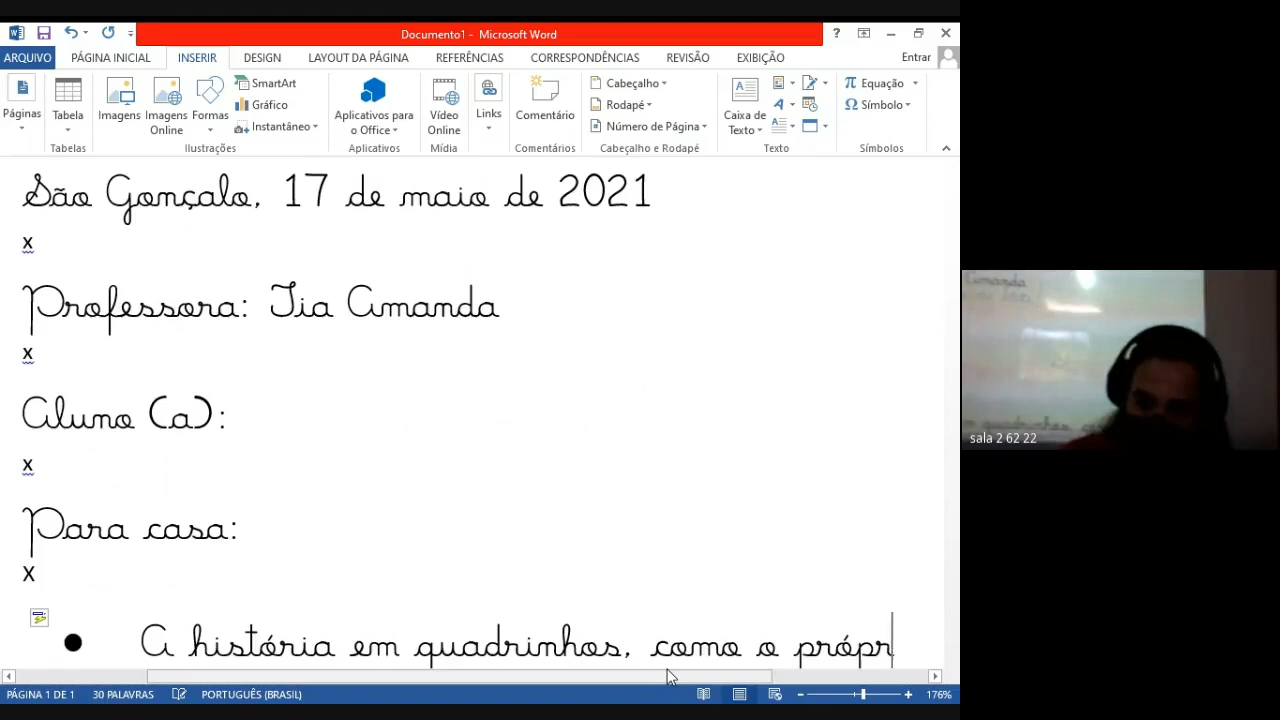 Documento1 - Microsoft Word
?
ARQUIVO PÁGINA INICIAL INSERIR DESIGN LAYOUT DA PÁGINA REFERÊNCIAS CORRESPONDÊNCIAS REVISÃO EXIBIÇÃO Entrar
Páginas Tabela Imagens Imagens Online Formas SmartArt Gráfico Instantâneo Aplicativos para o Office Vídeo Online Links Comentário Cabeçalho Rodapé Número de Página Caixa de Texto Equação Símbolo
Tabelas Ilustrações Aplicativos Mídia Comentários Cabeçalho e Rodapé Texto Símbolos
São Gonçalo, 17 de maio de 2021
x
Professora: Tia Amanda
x
Aluno (a):
x
Para casa:
X
• A história em quadrinhos, como o própr
sala 2 62 22
PÁGINA 1 DE 1 30 PALAVRAS PORTUGUÊS (BRASIL) 176%